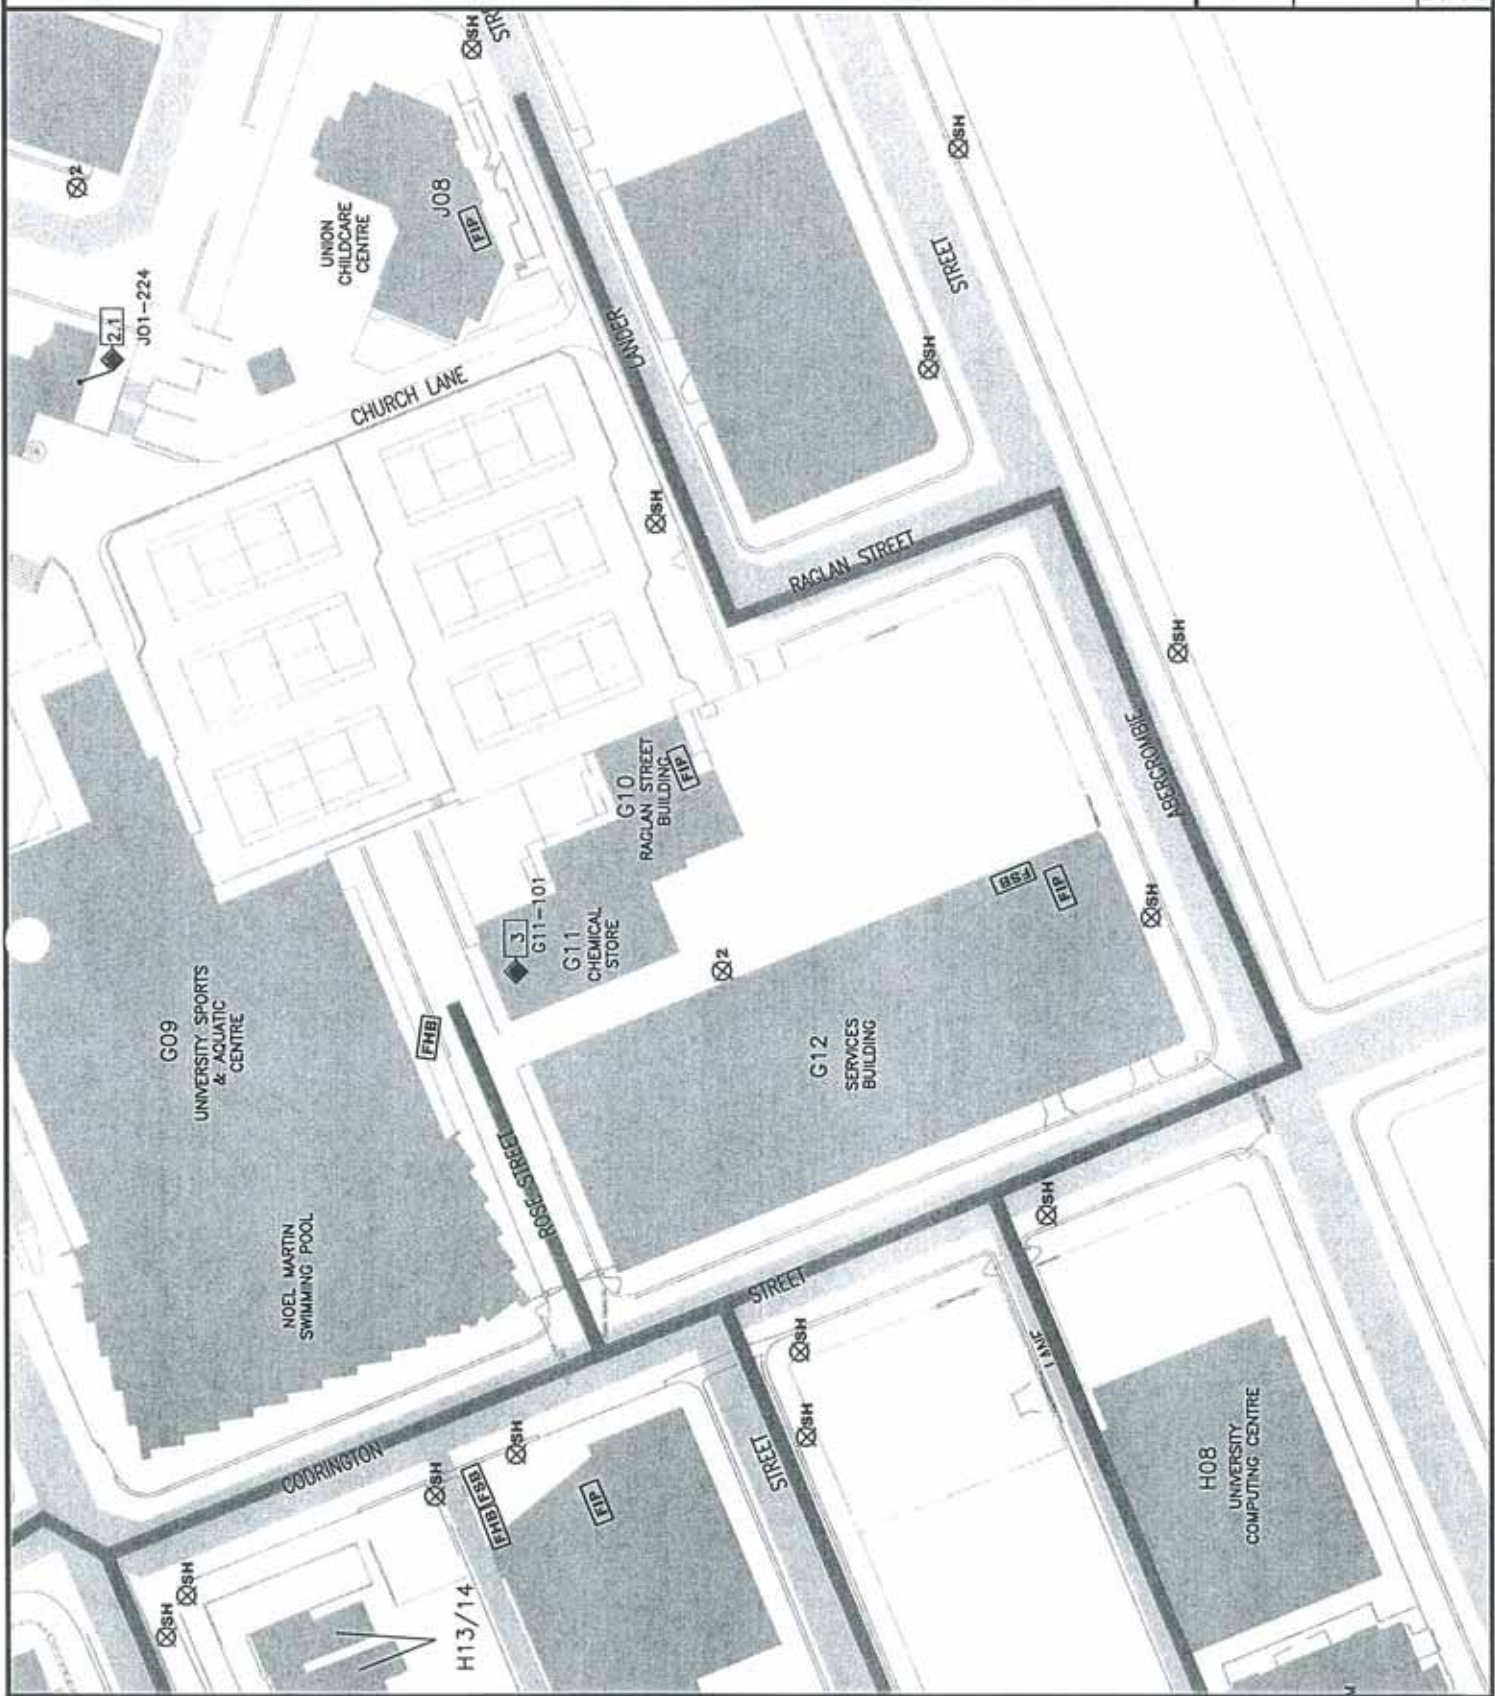 STR
SH
2
UNION
CHILDCARE
CENTRE
J08
FIP
SH
2.1
J01-224
STREET
LANDER
SH
CHURCH LANE
SH
RAGLAN STREET
SH
ABERCROMBIE
G10
RAGLAN STREET
BUILDING
FIP
FSB
FIP
SH
3
G11-101
G11
CHEMICAL
STORE
2
G09
UNIVERSITY SPORTS
& AQUATIC
CENTRE
FHB
G12
SERVICES
BUILDING
ROSE STREET
NOEL MARTIN
SWIMMING POOL
SH
STREET
SH
SH
CODRINGTON
SH
SH
FHB
FSB
FIP
STREET
H08
UNIVERSITY
COMPUTING CENTRE
SH
SH
H13/14